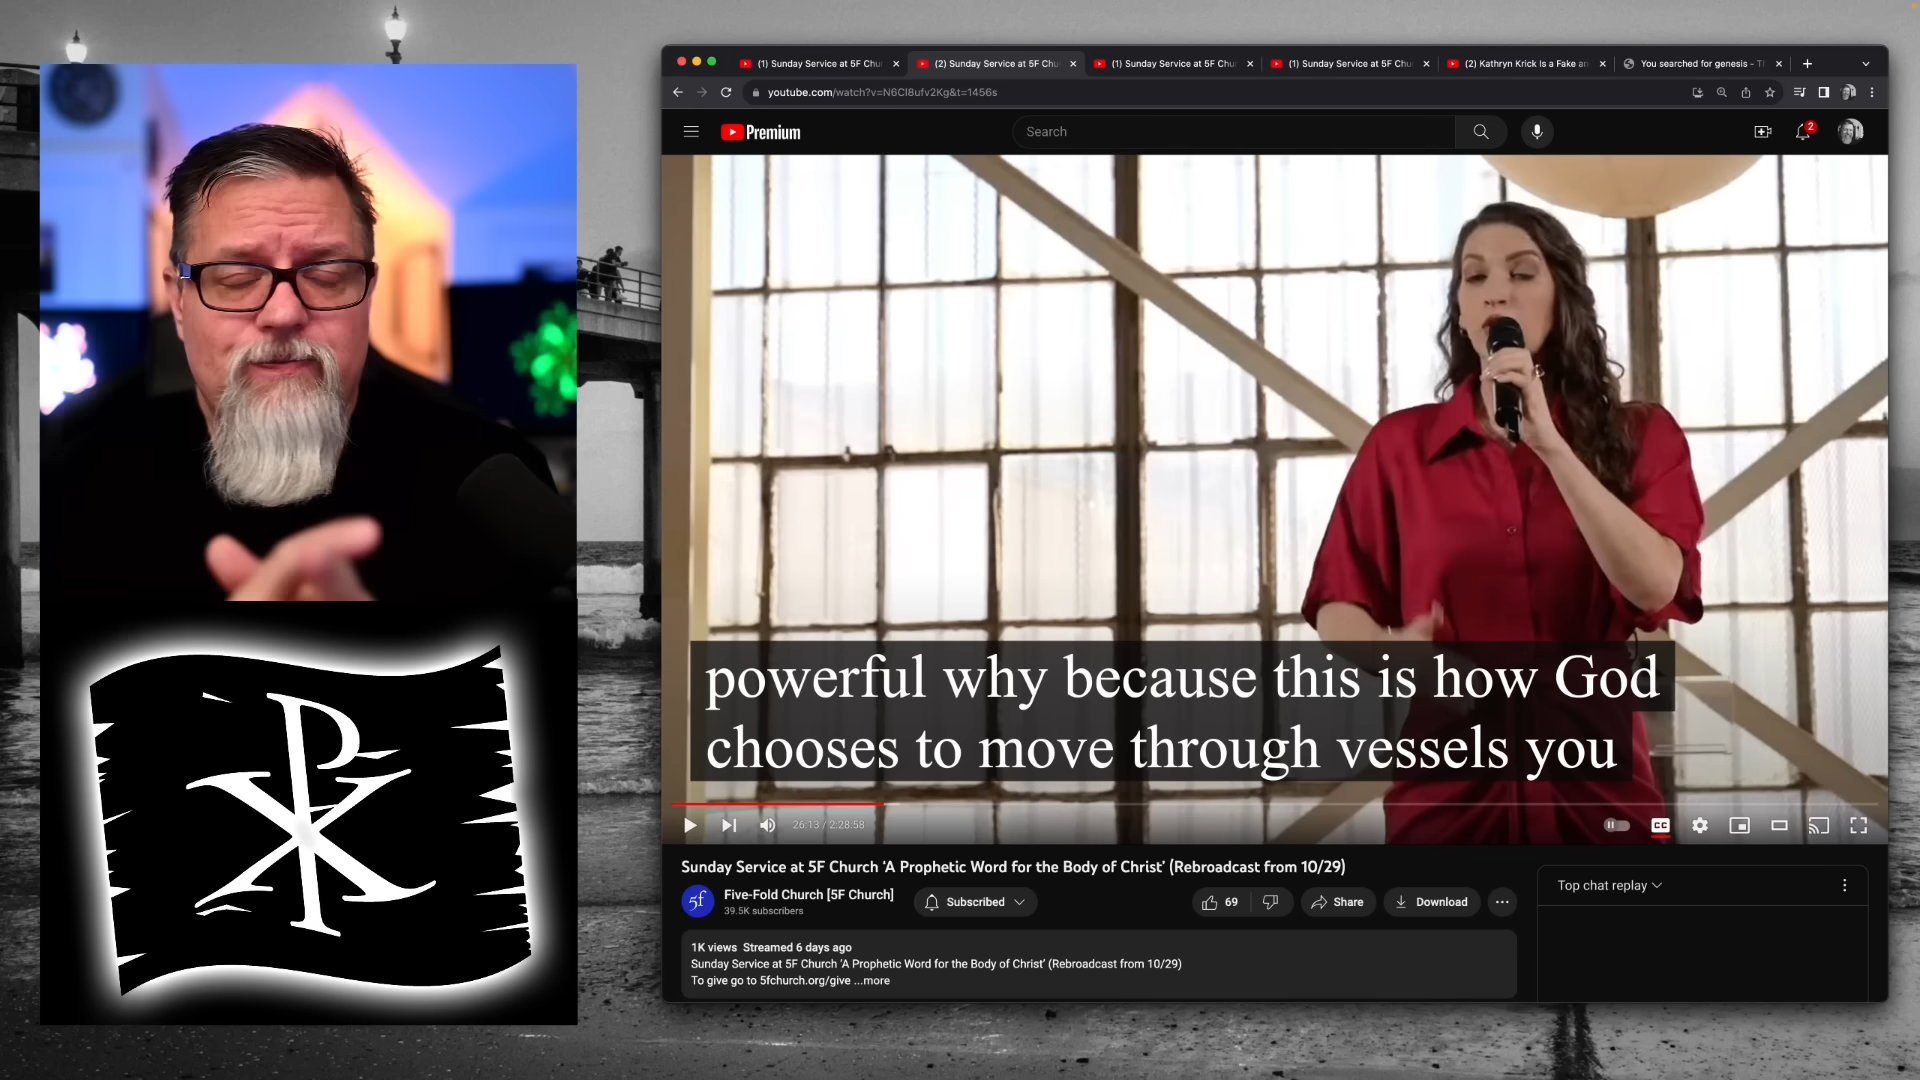 (1) Sunday Service at 5F Chu
(2) Sunday Service at 5F Chu
(1) Sunday Service at 5F Chu
(1) Sunday Service at 5F Chu
(2) Kathryn Krick Is a Fake an
You searched for genesis - T
youtube.com/watch?v=N6Cl8ufv2Kg&t=1456s
Premium
Search
2
powerful why because this is how God
chooses to move through vessels you
26:13 / 2:28:58
CC
Sunday Service at 5F Church 'A Prophetic Word for the Body of Christ' (Rebroadcast from 10/29)
5f
Five-Fold Church [5F Church]
39.5K subscribers
Subscribed
69
Share
Download
Top chat replay
1K views Streamed 6 days ago
Sunday Service at 5F Church 'A Prophetic Word for the Body of Christ' (Rebroadcast from 10/29)
To give go to 5fchurch.org/give ...more